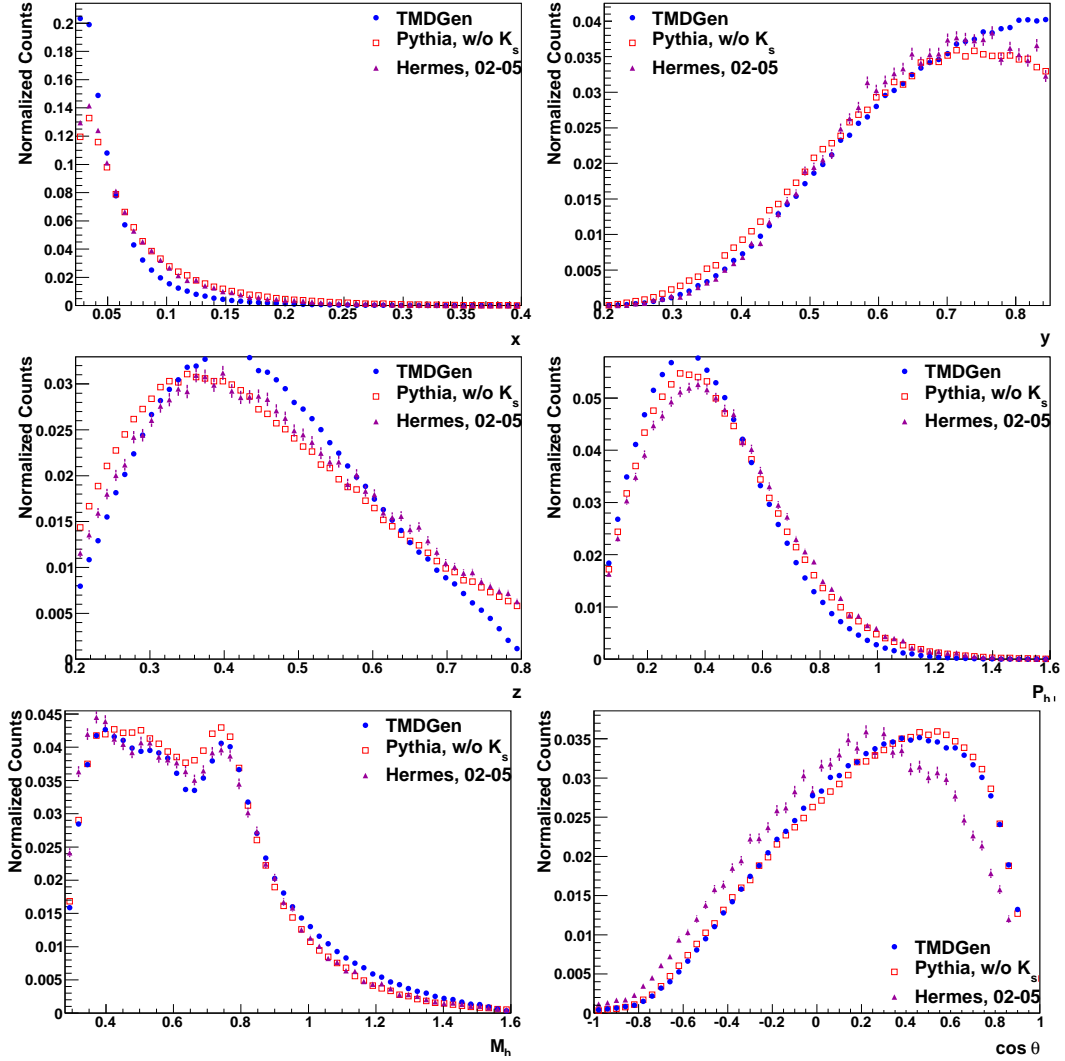 Normalized Counts
0.2
0.18
0.16
0.14
0.12
0.1
0.08
0.06
0.04
0.02
0
TMDGen
Pythia, w/o Ks
Hermes, 02-05
0.05 0.1 0.15 0.2 0.25 0.3 0.35 0.4
x
Normalized Counts
0.04
0.035
0.03
0.025
0.02
0.015
0.01
0.005
0
TMDGen
Pythia, w/o Ks
Hermes, 02-05
0.2 0.3 0.4 0.5 0.6 0.7 0.8
y
Normalized Counts
0.03
0.025
0.02
0.015
0.01
0.005
0
TMDGen
Pythia, w/o Ks
Hermes, 02-05
0.2 0.3 0.4 0.5 0.6 0.7 0.8
z
Normalized Counts
0.05
0.04
0.03
0.02
0.01
0
TMDGen
Pythia, w/o Ks
Hermes, 02-05
0.2 0.4 0.6 0.8 1 1.2 1.4 1.6
Normalized Counts
0.045
0.04
0.035
0.03
0.025
0.02
0.015
0.01
0.005
0
TMDGen
Pythia, w/o Ks
Hermes, 02-05
0.4 0.6 0.8 1 1.2 1.4 1.6
Mh
Normalized Counts
0.035
0.03
0.025
0.02
0.015
0.01
0.005
0
TMDGen
Pythia, w/o Ks
Hermes, 02-05
-1 -0.8 -0.6 -0.4 -0.2 0 0.2 0.4 0.6 0.8 1
cos θ